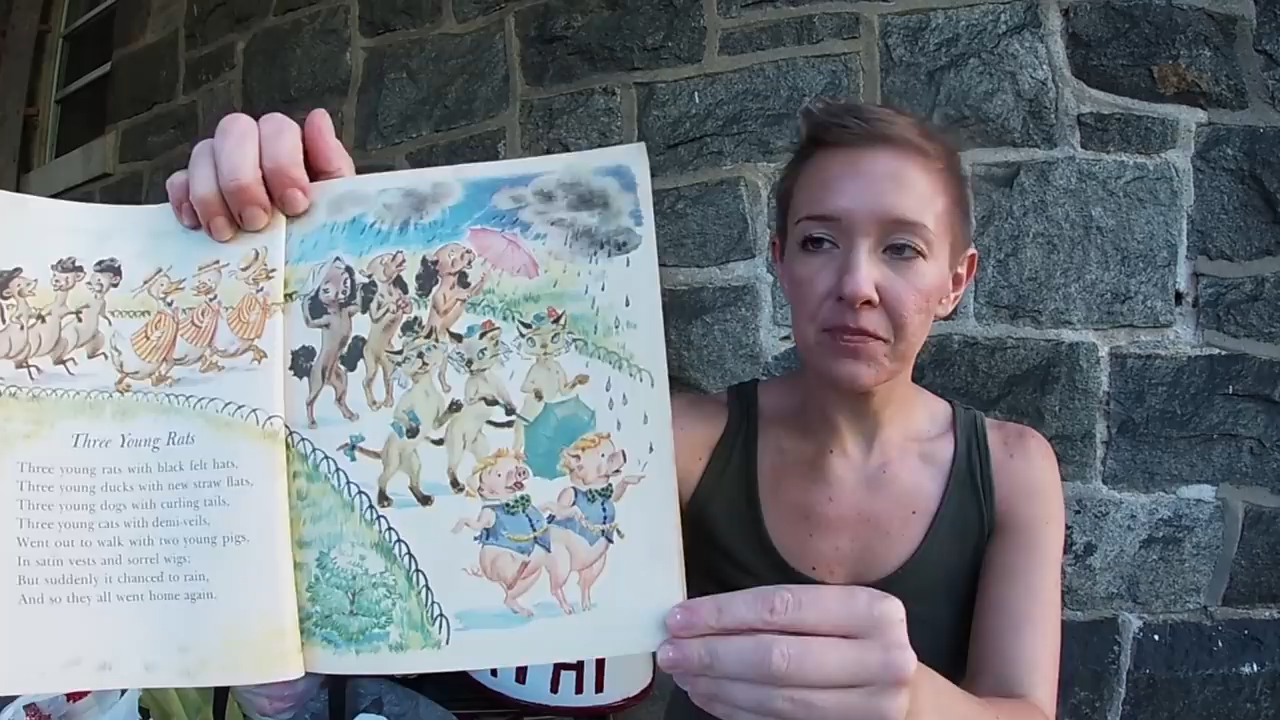 Three Young Rats
Three young rats with black felt hats,
Three young ducks with new straw flats,
Three young dogs with curling tails,
Three young cats with demi-veils,
Went out to walk with two young pigs,
In satin vests and sorrel wigs;
But suddenly it chanced to rain,
And so they all went home again.